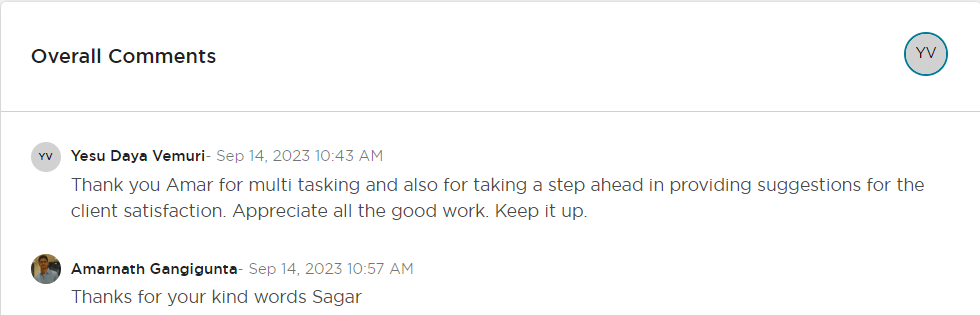 Overall Comments
YV
YV
Yesu Daya Vemuri- Sep 14, 2023 10:43 AM
Thank you Amar for multi tasking and also for taking a step ahead in providing suggestions for the
client satisfaction. Appreciate all the good work. Keep it up.
Amarnath Gangigunta- Sep 14, 2023 10:57 AM
Thanks for your kind words Sagar